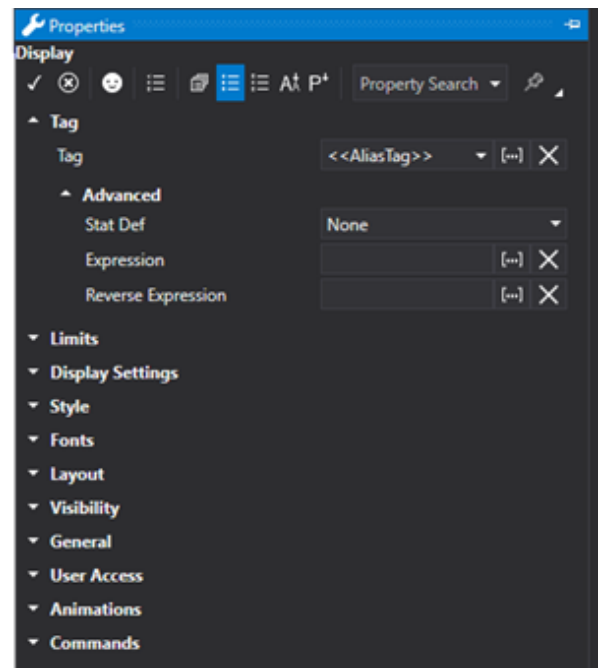 Properties
Display
Property Search
Tag
Tag <<AliasTag>>
Advanced
Stat Def None
Expression
Reverse Expression
Limits
Display Settings
Style
Fonts
Layout
Visibility
General
User Access
Animations
Commands